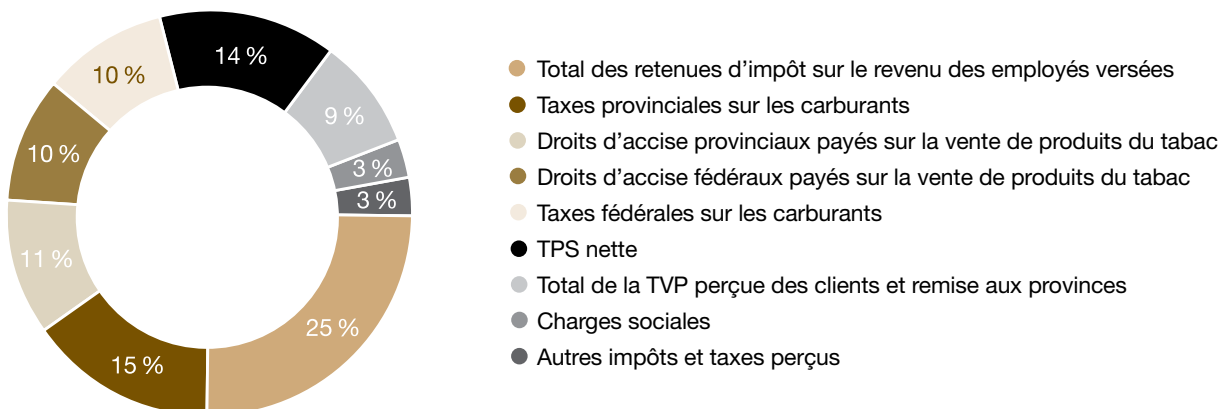 14 %
10 %
9 %
10 %
3 %
3 %
11 %
25 %
15 %
Total des retenues d’impôt sur le revenu des employés versées
Taxes provinciales sur les carburants
Droits d’accise provinciaux payés sur la vente de produits du tabac
Droits d’accise fédéraux payés sur la vente de produits du tabac
Taxes fédérales sur les carburants
TPS nette
Total de la TVP perçue des clients et remise aux provinces
Charges sociales
Autres impôts et taxes perçus